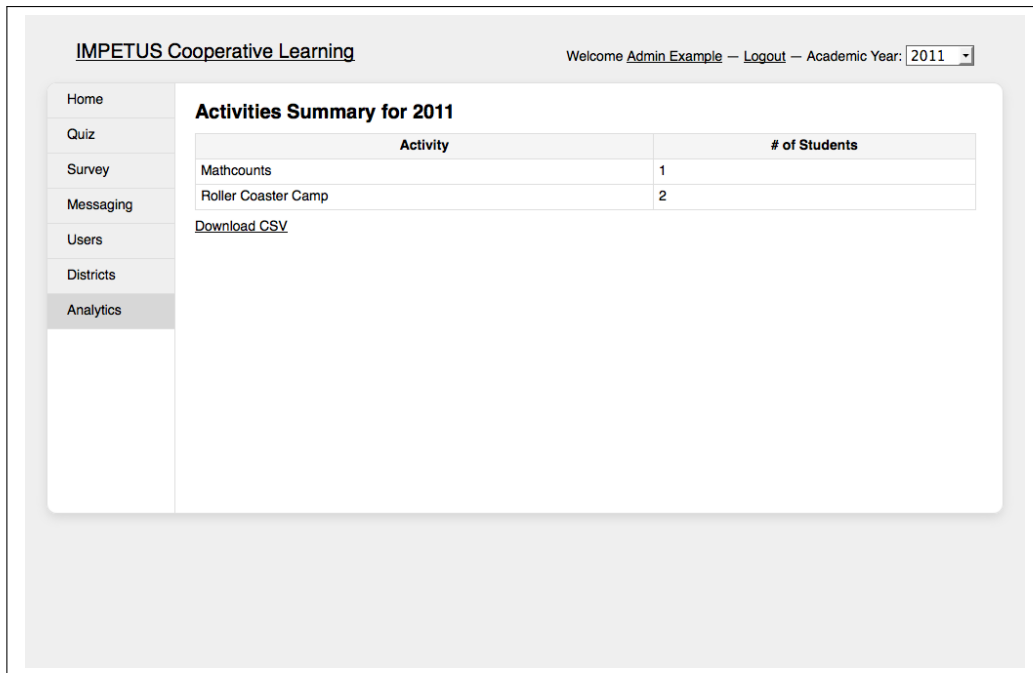 IMPETUS Cooperative Learning
Welcome Admin Example — Logout — Academic Year: 2011
Home
Quiz
Survey
Messaging
Users
Districts
Analytics
Activities Summary for 2011
Activity # of Students
Mathcounts 1
Roller Coaster Camp 2
Download CSV